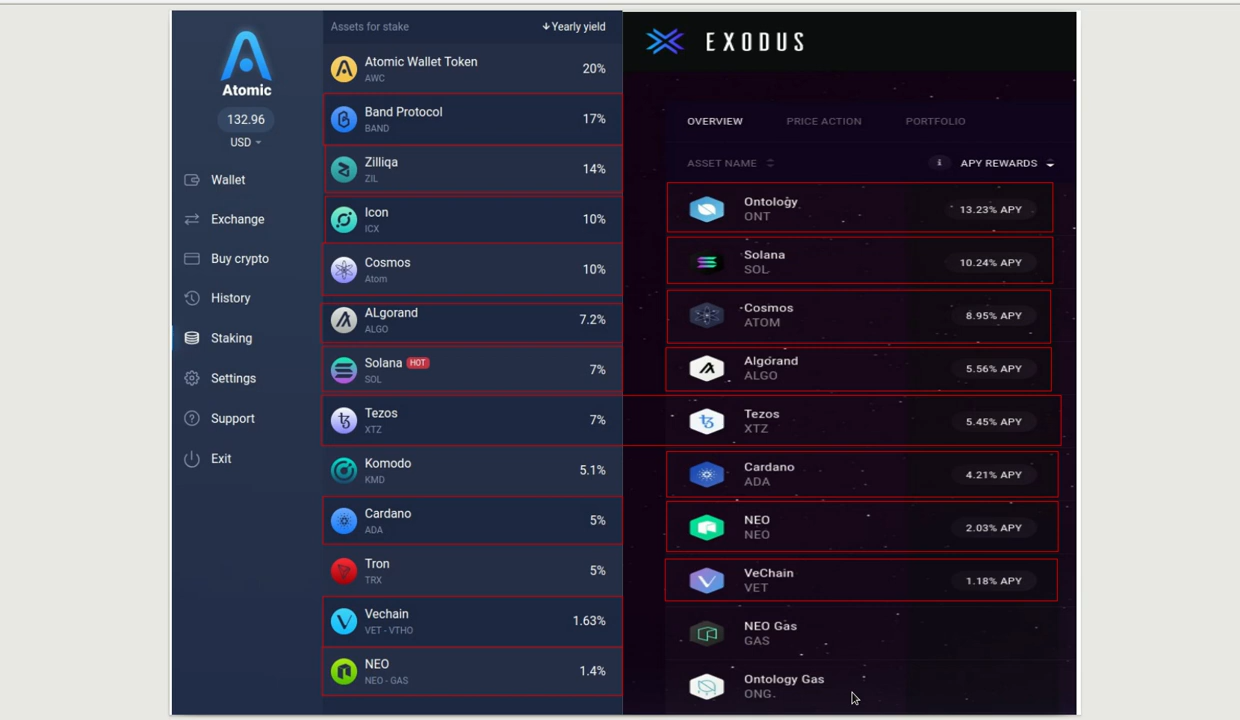 Atomic
132.96
USD
Wallet
Exchange
Buy crypto
History
Staking
Settings
Support
Exit
Assets for stake ↓ Yearly yield
Atomic Wallet Token 20%
AWC
Band Protocol 17%
BAND
Zilliqa 14%
ZIL
Icon 10%
ICX
Cosmos 10%
Atom
ALgorand 7.2%
ALGO
Solana HOT 7%
SOL
Tezos 7%
XTZ
Komodo 5.1%
KMD
Cardano 5%
ADA
Tron 5%
TRX
Vechain 1.63%
VET - VTHO
NEO 1.4%
NEO - GAS
EXODUS
OVERVIEW PRICE ACTION PORTFOLIO
ASSET NAME i APY REWARDS
Ontology 13.23% APY
ONT
Solana 10.24% APY
SOL
Cosmos 8.95% APY
ATOM
Algorand 5.56% APY
ALGO
Tezos 5.45% APY
XTZ
Cardano 4.21% APY
ADA
NEO 2.03% APY
NEO
VeChain 1.18% APY
VET
NEO Gas
GAS
Ontology Gas
ONG